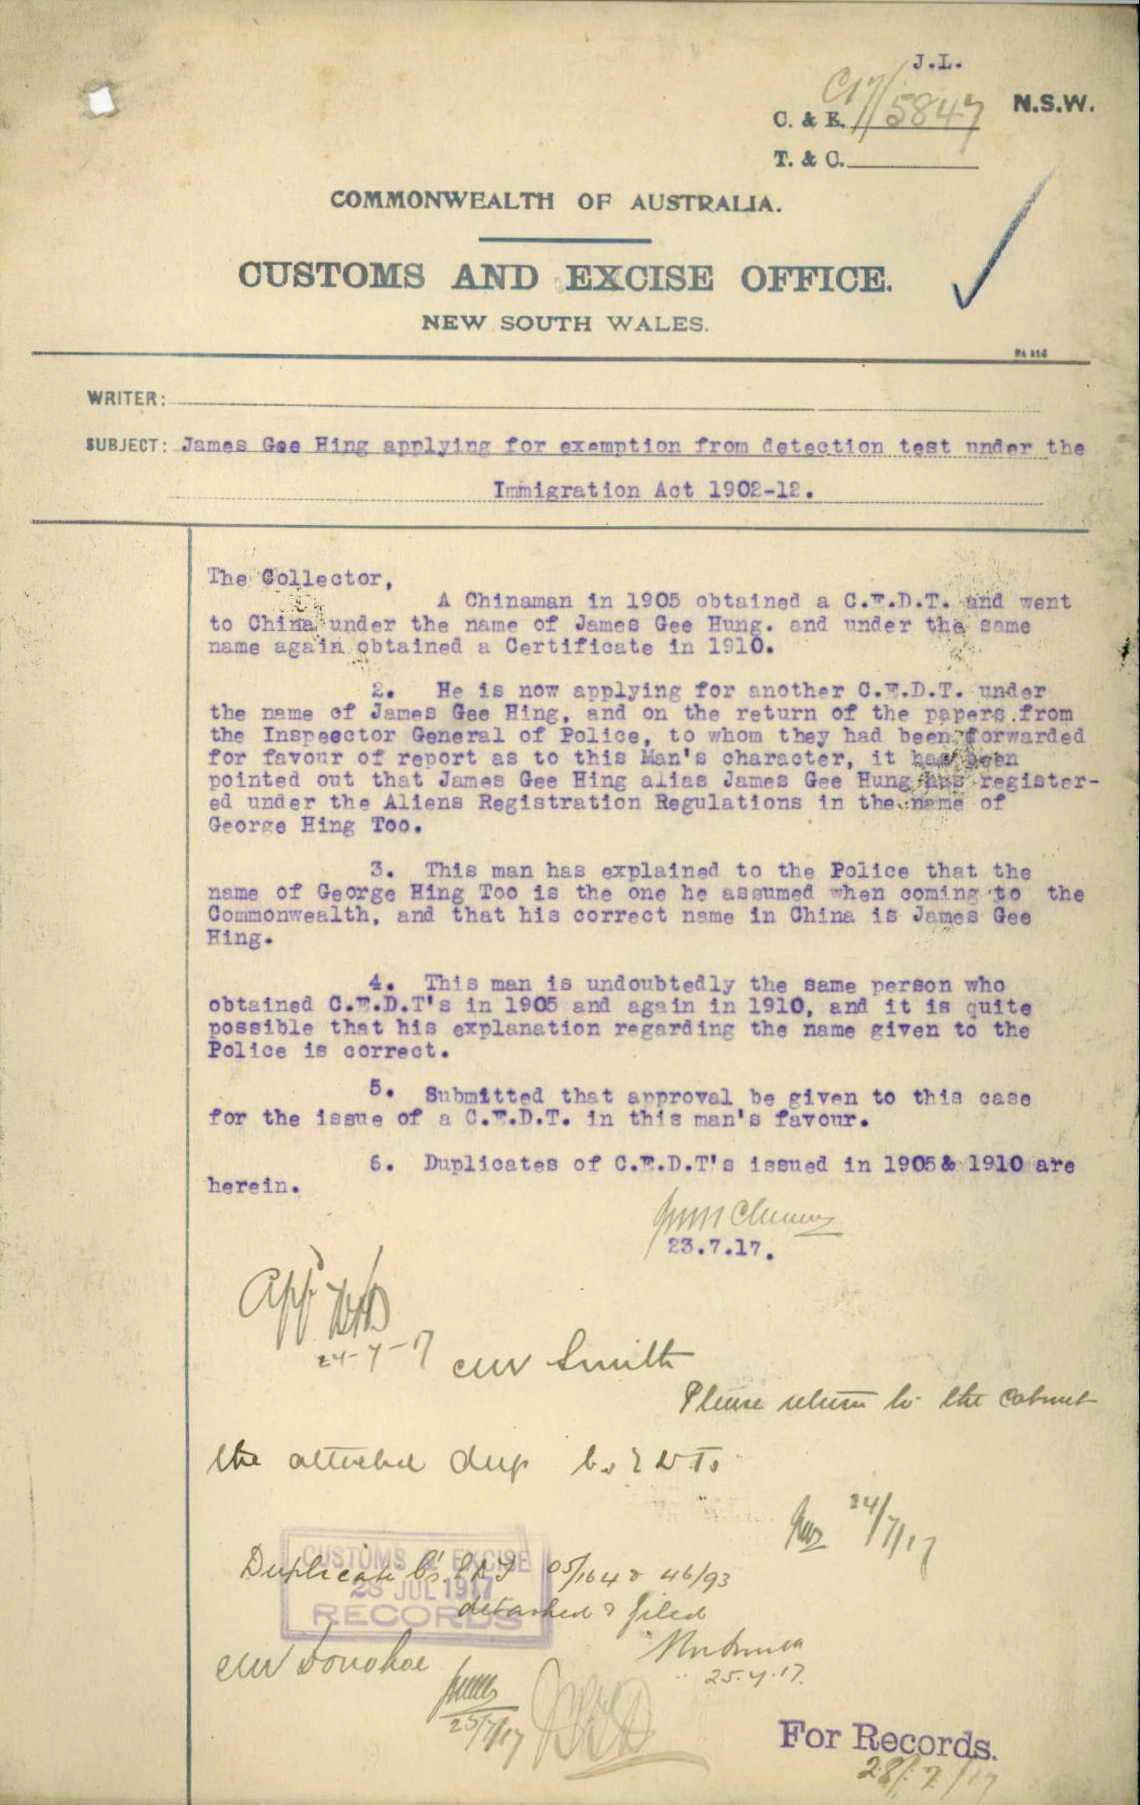 J.L.
C17/5847
N.S.W.
C. & E.
T. & C.
COMMONWEALTH OF AUSTRALIA.
CUSTOMS AND EXCISE OFFICE.
NEW SOUTH WALES.
WRITER:
SUBJECT: James Gee Hing applying for exemption from detection test under the
Immigration Act 1902-12.
The Collector,
A Chinaman in 1905 obtained a C.E.D.T. and went
to China under the name of James Gee Hung. and under the same
name again obtained a Certificate in 1910.
2. He is now applying for another C.E.D.T. under
the name of James Gee Hing, and on the return of the papers from
the Inspeector General of Police, to whom they had been forwarded
for favour of report as to this Man's character, it has been
pointed out that James Gee Hing alias James Gee Hung has register-
ed under the Aliens Registration Regulations in the name of
George Hing Too.
3. This man has explained to the Police that the
name of George Hing Too is the one he assumed when coming to the
Commonwealth, and that his correct name in China is James Gee
Hing.
4. This man is undoubtedly the same person who
obtained C.E.D.T's in 1905 and again in 1910, and it is quite
possible that his explanation regarding the name given to the
Police is correct.
5. Submitted that approval be given to this case
for the issue of a C.E.D.T. in this man's favour.
6. Duplicates of C.E.D.T's issued in 1905& 1910 are
herein.
23.7.17.
App
24-7-17
Smith
Please return to the cabinet
the attached dup
24/7/17
CUSTOMS & EXCISE
28 JUL 1917
RECORDS
Duplicate 05/164 & 46/93
detached & filed
25.7.17.
Donohoe
25/7/17
For Records.
28/7/17